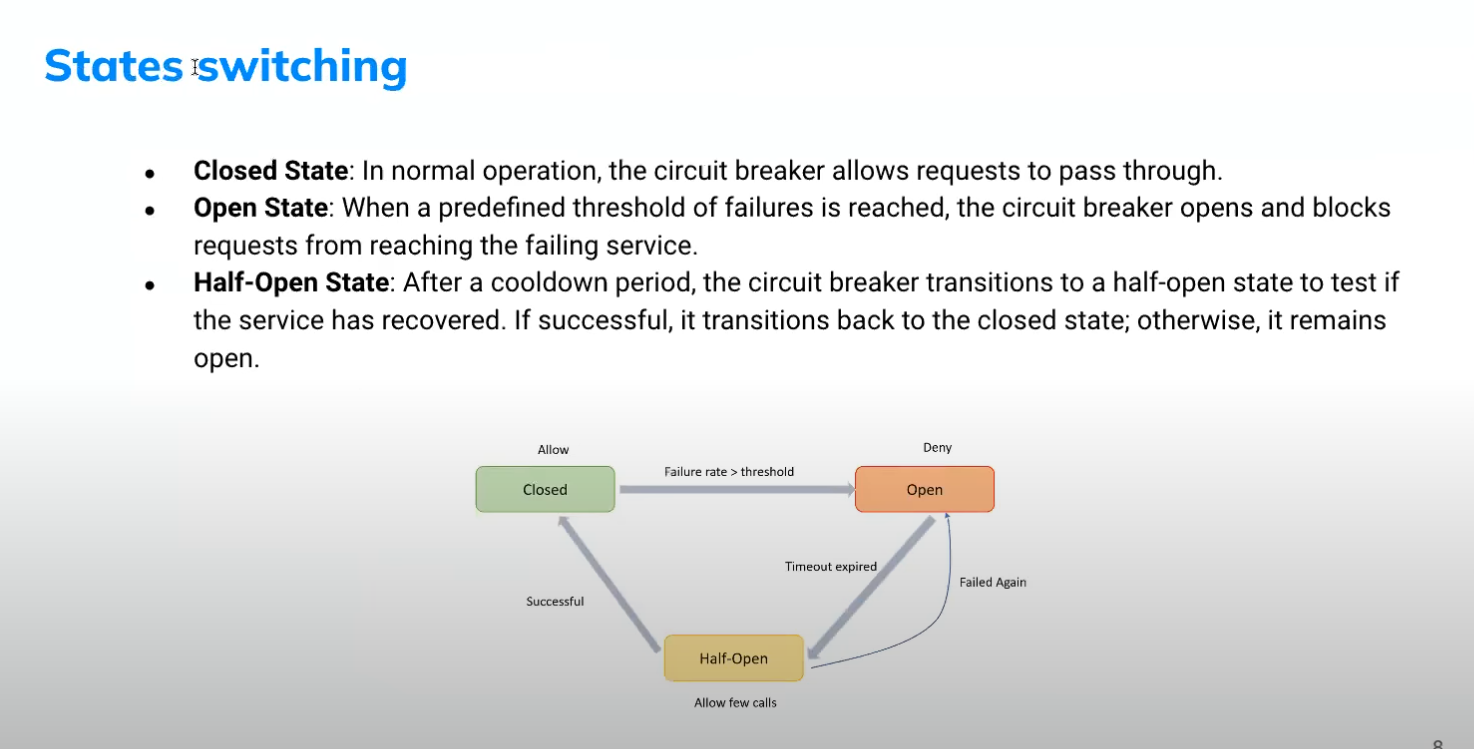 States switching
● Closed State: In normal operation, the circuit breaker allows requests to pass through.
● Open State: When a predefined threshold of failures is reached, the circuit breaker opens and blocks
requests from reaching the failing service.
● Half-Open State: After a cooldown period, the circuit breaker transitions to a half-open state to test if
the service has recovered. If successful, it transitions back to the closed state; otherwise, it remains
open.
Allow
Deny
Closed
Failure rate > threshold
Open
Timeout expired
Failed Again
Successful
Half-Open
Allow few calls
8